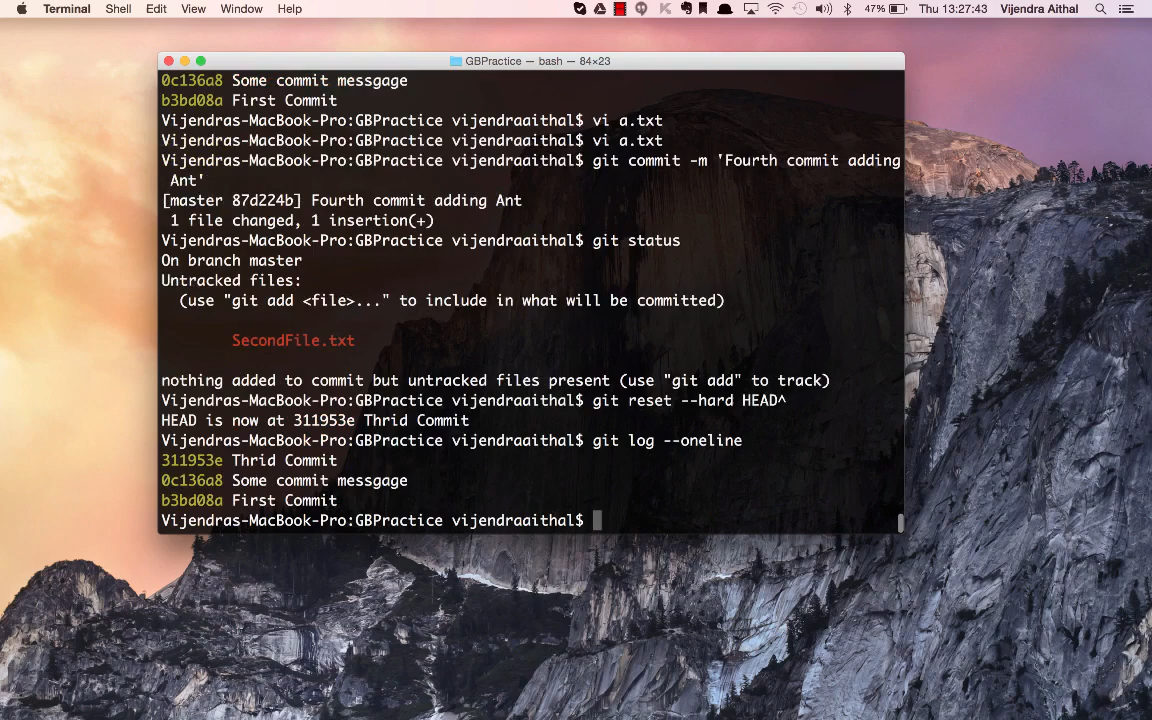 Terminal Shell Edit View Window Help 47% Thu 13:27:43 Vijendra Aithal
GBPractice — bash — 84×23
0c136a8 Some commit messgage
b3bd08a First Commit
Vijendras-MacBook-Pro:GBPractice vijendraaithal$ vi a.txt
Vijendras-MacBook-Pro:GBPractice vijendraaithal$ vi a.txt
Vijendras-MacBook-Pro:GBPractice vijendraaithal$ git commit -m 'Fourth commit adding
Ant'
[master 87d224b] Fourth commit adding Ant
1 file changed, 1 insertion(+)
Vijendras-MacBook-Pro:GBPractice vijendraaithal$ git status
On branch master
Untracked files:
(use "git add <file>..." to include in what will be committed)
SecondFile.txt
nothing added to commit but untracked files present (use "git add" to track)
Vijendras-MacBook-Pro:GBPractice vijendraaithal$ git reset --hard HEAD^
HEAD is now at 311953e Thrid Commit
Vijendras-MacBook-Pro:GBPractice vijendraaithal$ git log --oneline
311953e Thrid Commit
0c136a8 Some commit messgage
b3bd08a First Commit
Vijendras-MacBook-Pro:GBPractice vijendraaithal$